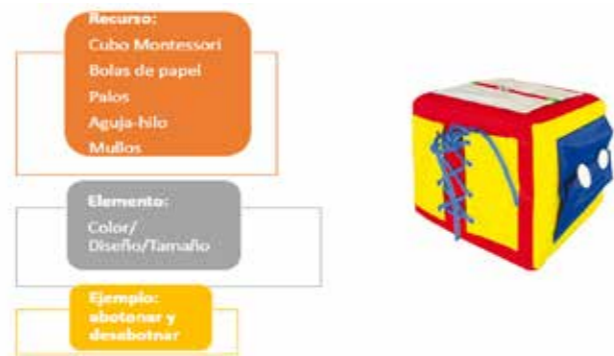 Recurso:
Cubo Montessori
Bolas de papel
Palos
Aguja-hilo
Mullos
Elemento:
Color/
Diseño/Tamaño
Ejemplo:
abotonar y
desabotnar